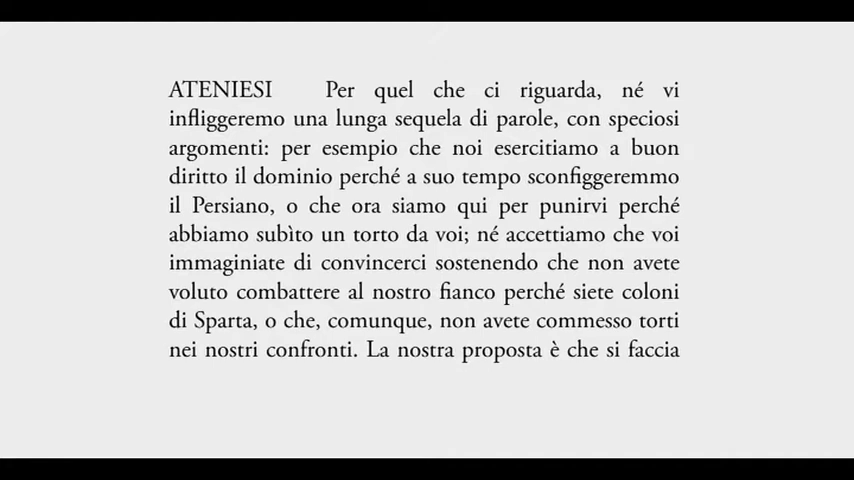 ATENIESI Per quel che ci riguarda, né vi
infliggeremo una lunga sequela di parole, con speciosi
argomenti: per esempio che noi esercitiamo a buon
diritto il dominio perché a suo tempo sconfiggeremmo
il Persiano, o che ora siamo qui per punirvi perché
abbiamo subìto un torto da voi; né accettiamo che voi
immaginiate di convincerci sostenendo che non avete
voluto combattere al nostro fianco perché siete coloni
di Sparta, o che, comunque, non avete commesso torti
nei nostri confronti. La nostra proposta è che si faccia